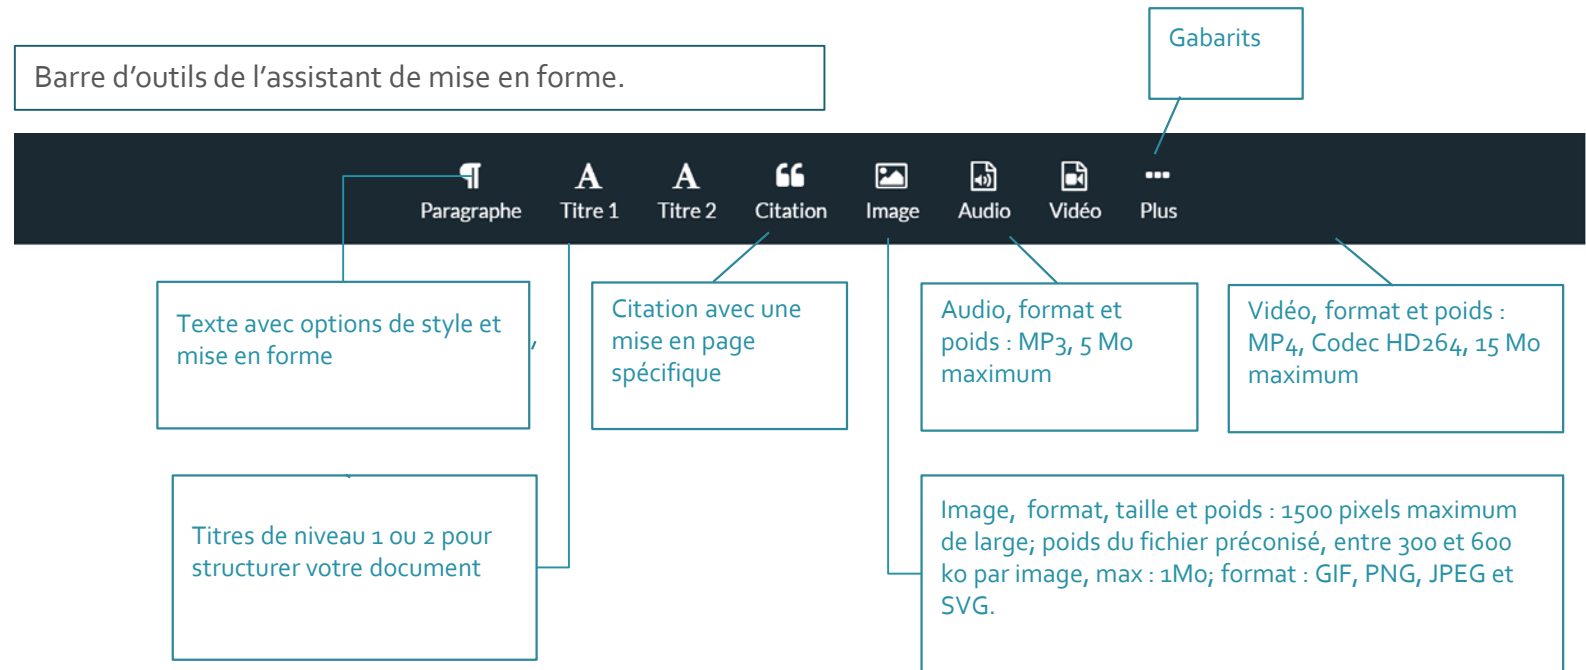 Gabarits
Barre d’outils de l’assistant de mise en forme.
Paragraphe
Titre 1
Titre 2
Citation
Image
Audio
Vidéo
Plus
Texte avec options de style et
mise en forme
,
Citation avec une
mise en page
spécifique
Audio, format et
poids : MP3, 5 Mo
maximum
Vidéo, format et poids :
MP4, Codec HD264, 15 Mo
maximum
Titres de niveau 1 ou 2 pour
structurer votre document
Image,  format, taille et poids : 1500 pixels maximum
de large; poids du fichier préconisé, entre 300 et 600
ko par image, max : 1Mo; format : GIF, PNG, JPEG et
SVG.